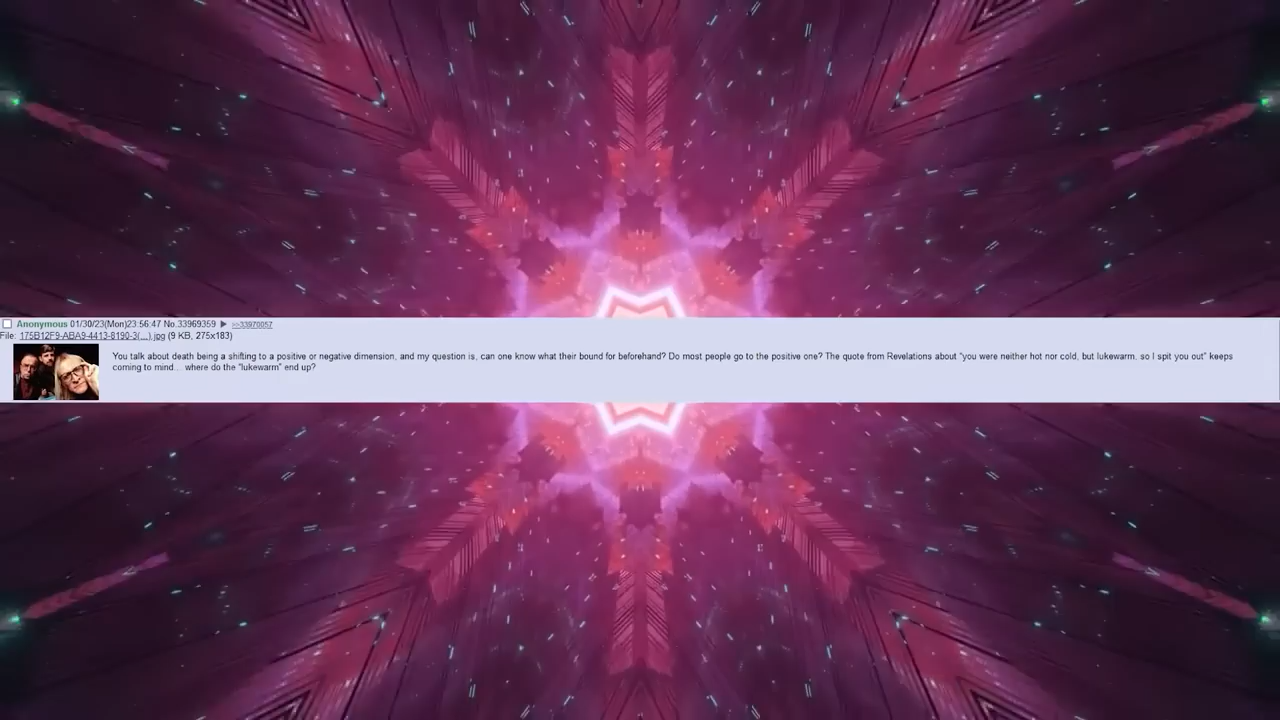 Anonymous 01/30/23(Mon)23:56:47 No.33969359 ▶ >>33970057
File: 175B12F9-ABA9-4413-8190-3(...).jpg (9 KB, 275x183)
You talk about death being a shifting to a positive or negative dimension, and my question is, can one know what their bound for beforehand? Do most people go to the positive one? The quote from Revelations about "you were neither hot nor cold, but lukewarm, so I spit you out" keeps
coming to mind... where do the "lukewarm" end up?